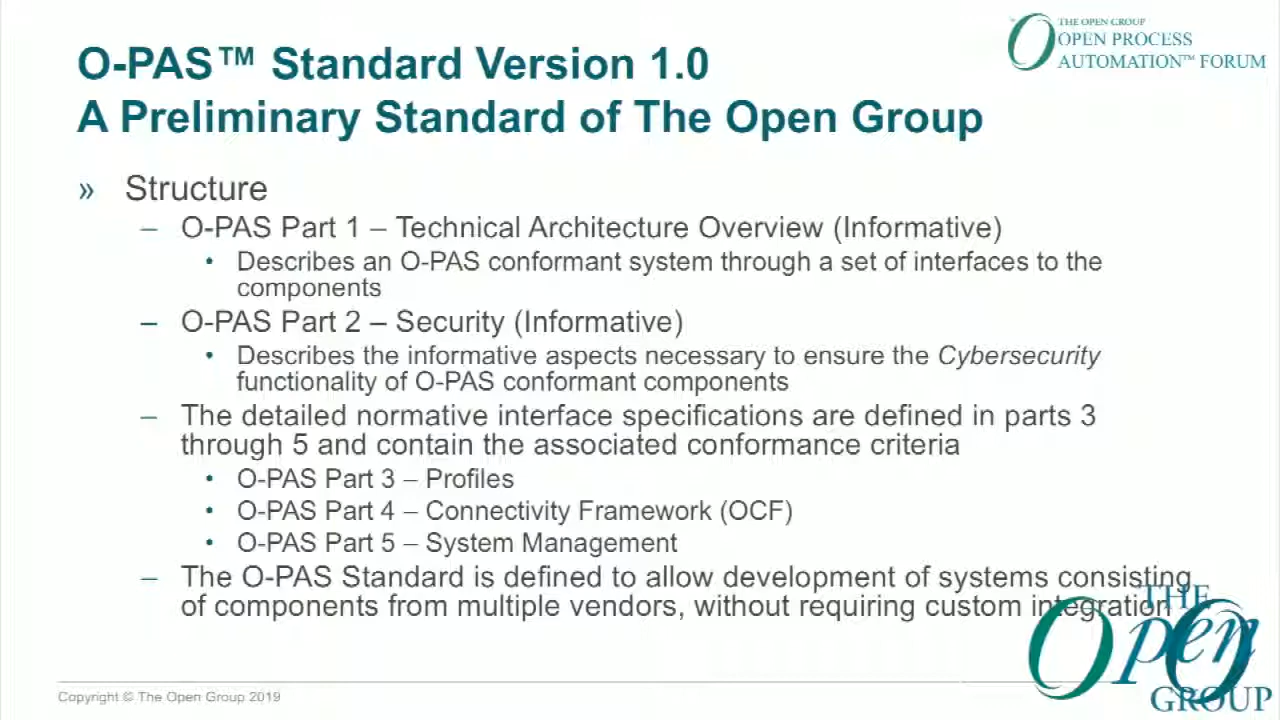 THE OPEN GROUP
OPEN PROCESS
AUTOMATION™ FORUM
O-PAS™ Standard Version 1.0
A Preliminary Standard of The Open Group
» Structure
– O-PAS Part 1 – Technical Architecture Overview (Informative)
• Describes an O-PAS conformant system through a set of interfaces to the
components
– O-PAS Part 2 – Security (Informative)
• Describes the informative aspects necessary to ensure the Cybersecurity
functionality of O-PAS conformant components
– The detailed normative interface specifications are defined in parts 3
through 5 and contain the associated conformance criteria
• O-PAS Part 3 – Profiles
• O-PAS Part 4 – Connectivity Framework (OCF)
• O-PAS Part 5 – System Management
– The O-PAS Standard is defined to allow development of systems consisting
of components from multiple vendors, without requiring custom integration
THE
Open
GROUP
Copyright © The Open Group 2019